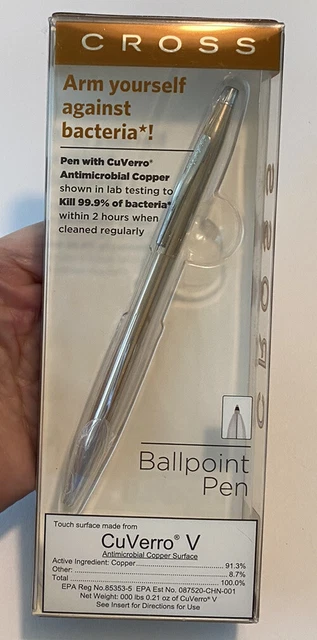 CROSS
Arm yourself
against
bacteria*!
Pen with CuVerro®
Antimicrobial Copper
shown in lab testing to
Kill 99.9% of bacteria*
within 2 hours when
cleaned regularly
CROSS
Ballpoint
Pen
Touch surface made from
CuVerro® V
Antimicrobial Copper Surface
Active Ingredient: Copper.......................... 91.3%
Other:.......................... 8.7%
Total .......................... 100.0%
EPA Reg No.85353-5 EPA Est No. 087520-CHN-001
Net Weight: 000 lbs 0.21 oz of CuVerro® V
See Insert for Directions for Use